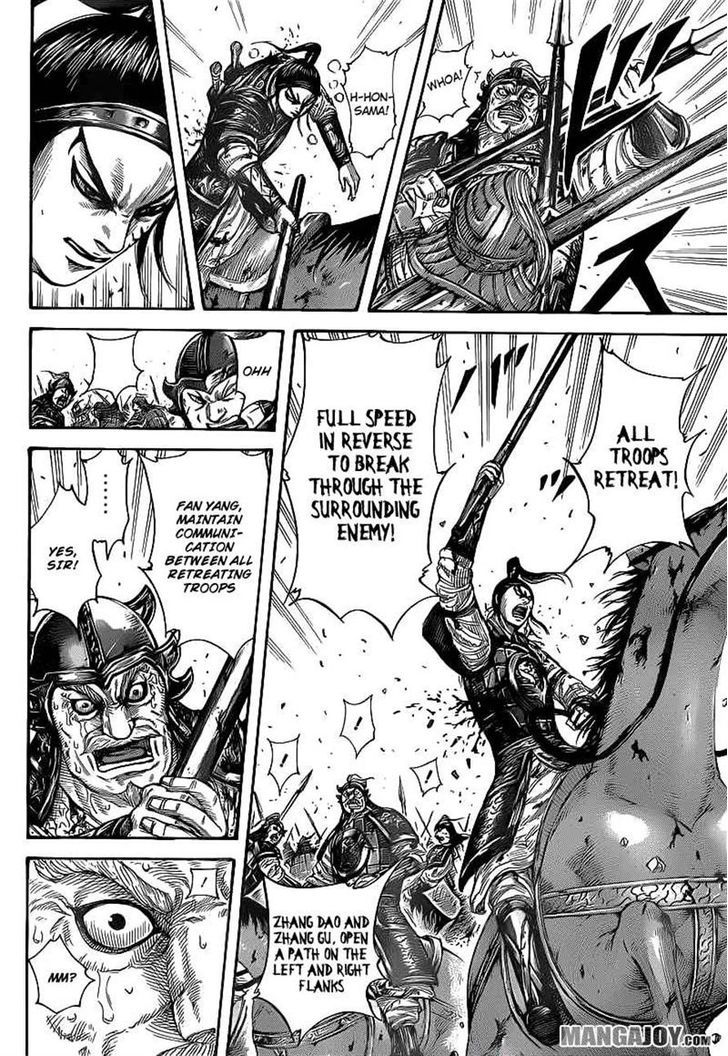 WHOA!
H-HON-
SAMA!
ALL
TROOPS
RETREAT!
FULL SPEED
IN REVERSE
TO BREAK
THROUGH THE
SURROUNDING
ENEMY!
ZHANG DAO AND
ZHANG GU, OPEN
A PATH ON THE
LEFT AND RIGHT
FLANKS
OHH
FAN YANG,
MAINTAIN
COMMUNI-
CATION
BETWEEN ALL
RETREATING
TROOPS
......
YES,
SIR!
!
MM?
MANGAJOY.COM